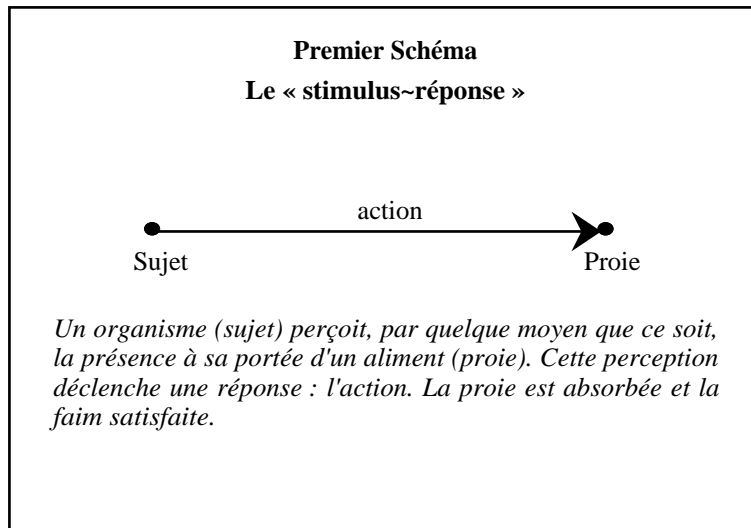 Premier Schéma
Le « stimulus~réponse »
action
Sujet
Proie
Un organisme (sujet) perçoit, par quelque moyen que ce soit,
la présence à sa portée d'un aliment (proie). Cette perception
déclenche une réponse : l'action. La proie est absorbée et la
faim satisfaite.